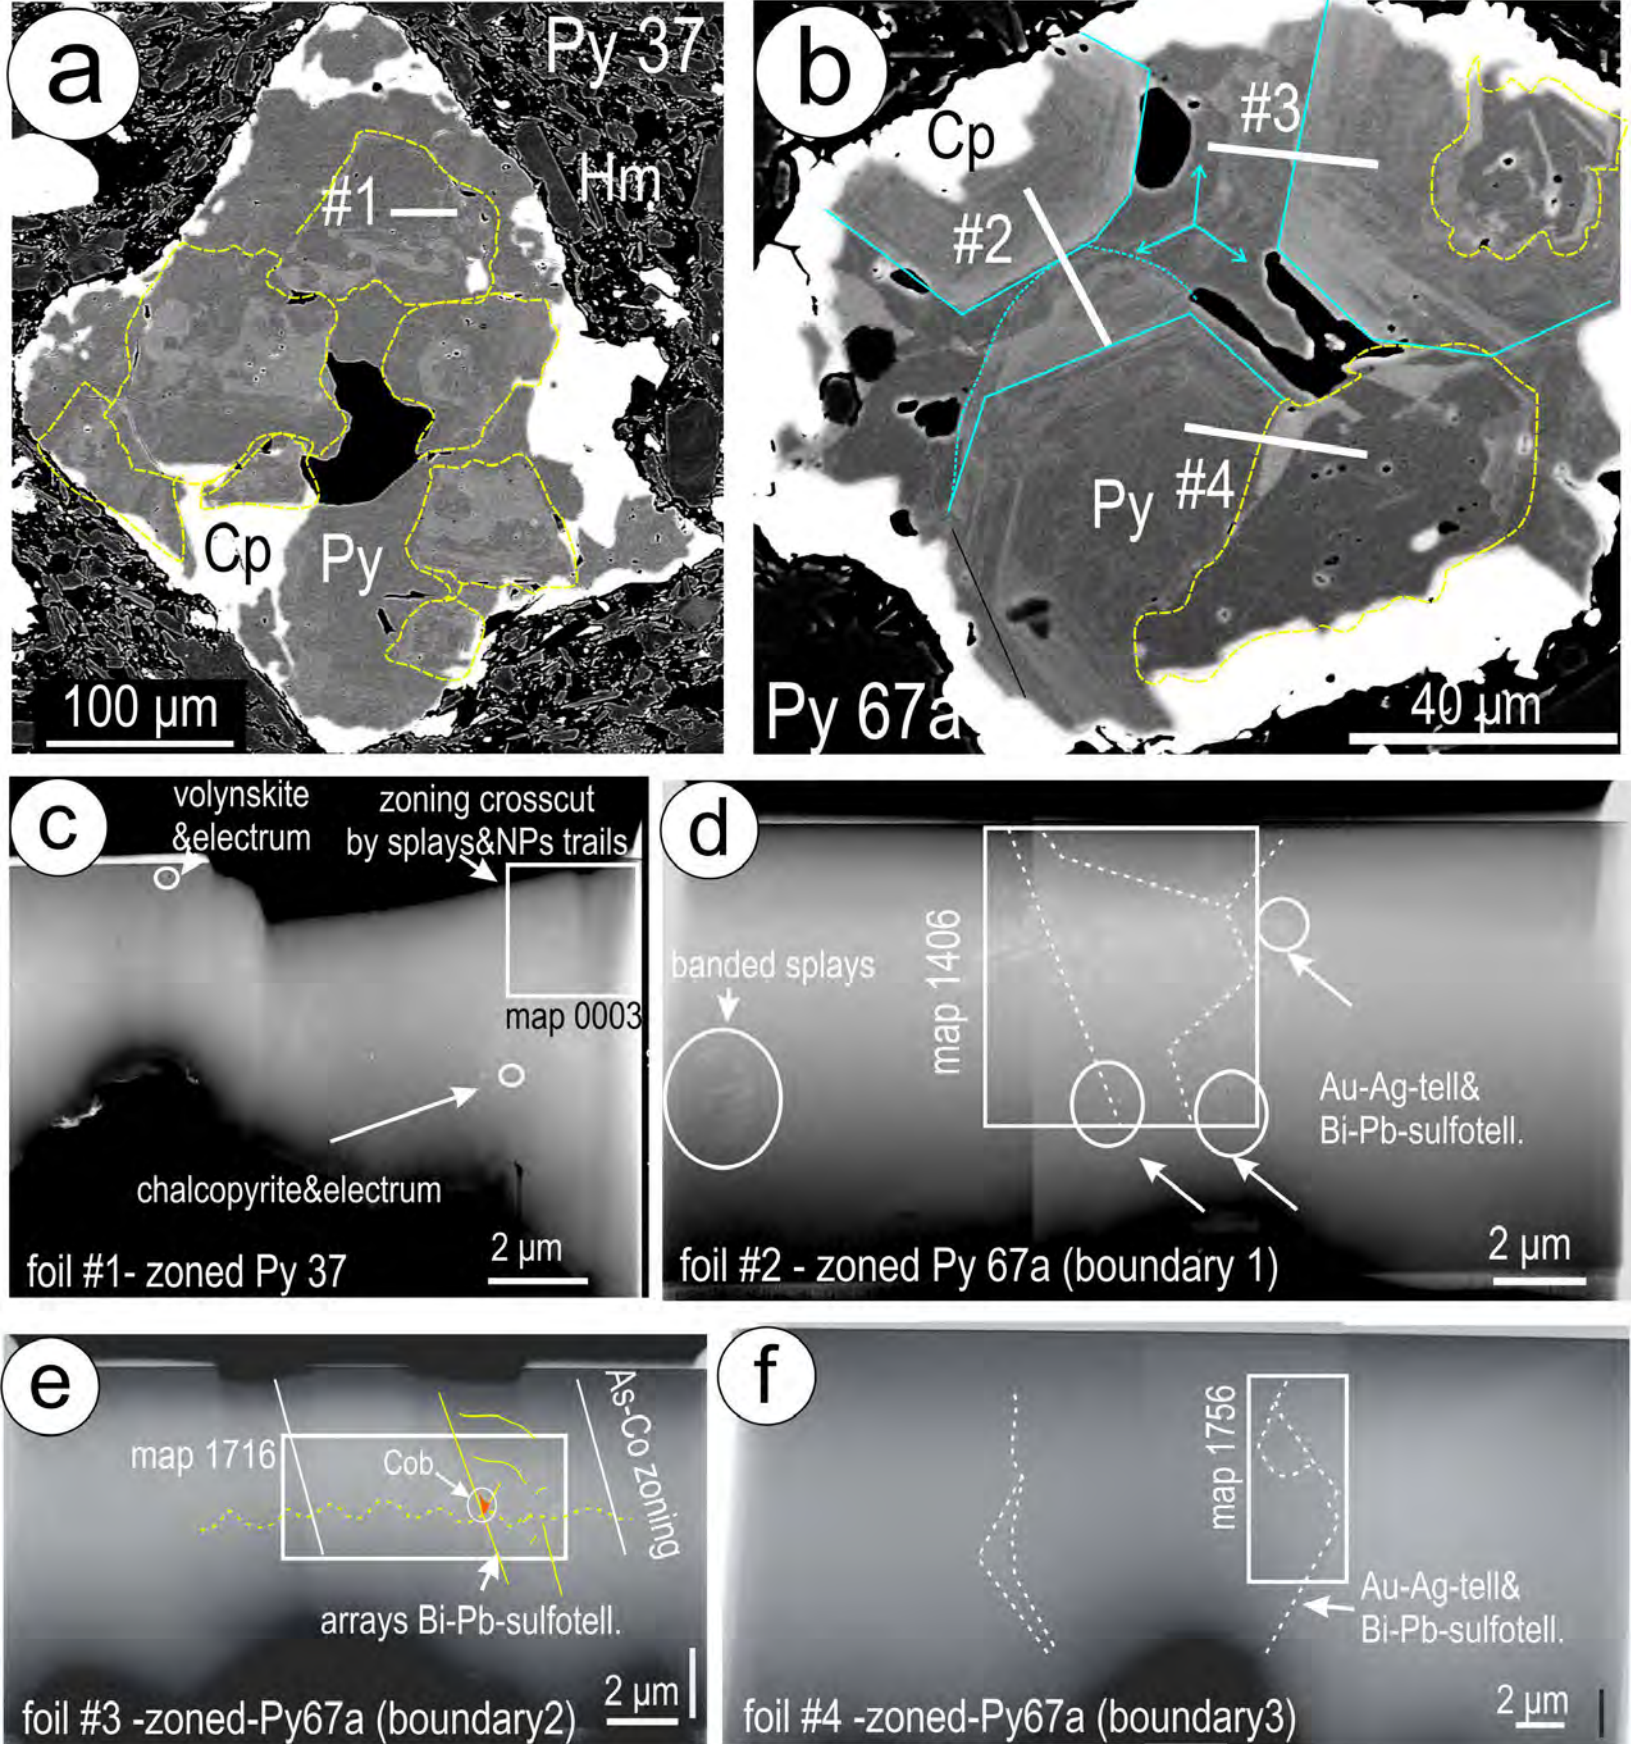 a
Py 37
Hm
#1
Cp
Py
100 µm
b
Cp
#3
#2
Py
#4
Py 67a
40 µm
c
volynskite
&electrum
zoning crosscut
by splays&NPs trails
map 0003
chalcopyrite&electrum
2 µm
foil #1- zoned Py 37
d
banded splays
map 1406
Au-Ag-tell&
Bi-Pb-sulfotell.
2 µm
foil #2 - zoned Py 67a (boundary 1)
e
As-Co zoning
map 1716
Cob
arrays Bi-Pb-sulfotell.
2 µm
foil #3 -zoned-Py67a (boundary2)
f
map 1756
Au-Ag-tell&
Bi-Pb-sulfotell.
2 µm
foil #4 -zoned-Py67a (boundary3)